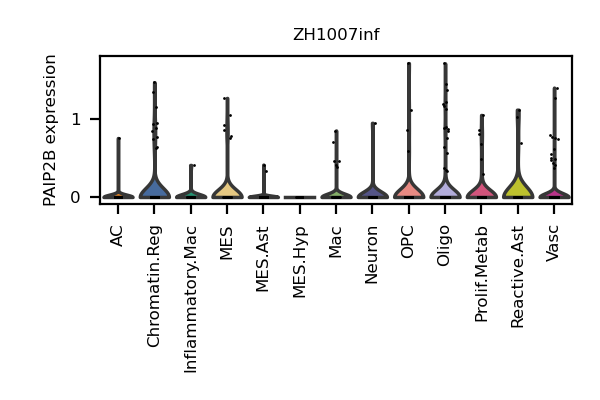 ZH1007inf
PAIP2B expression
1
0
AC
Chromatin.Reg
Inflammatory.Mac
MES
MES.Ast
MES.Hyp
Mac
Neuron
OPC
Oligo
Prolif.Metab
Reactive.Ast
Vasc